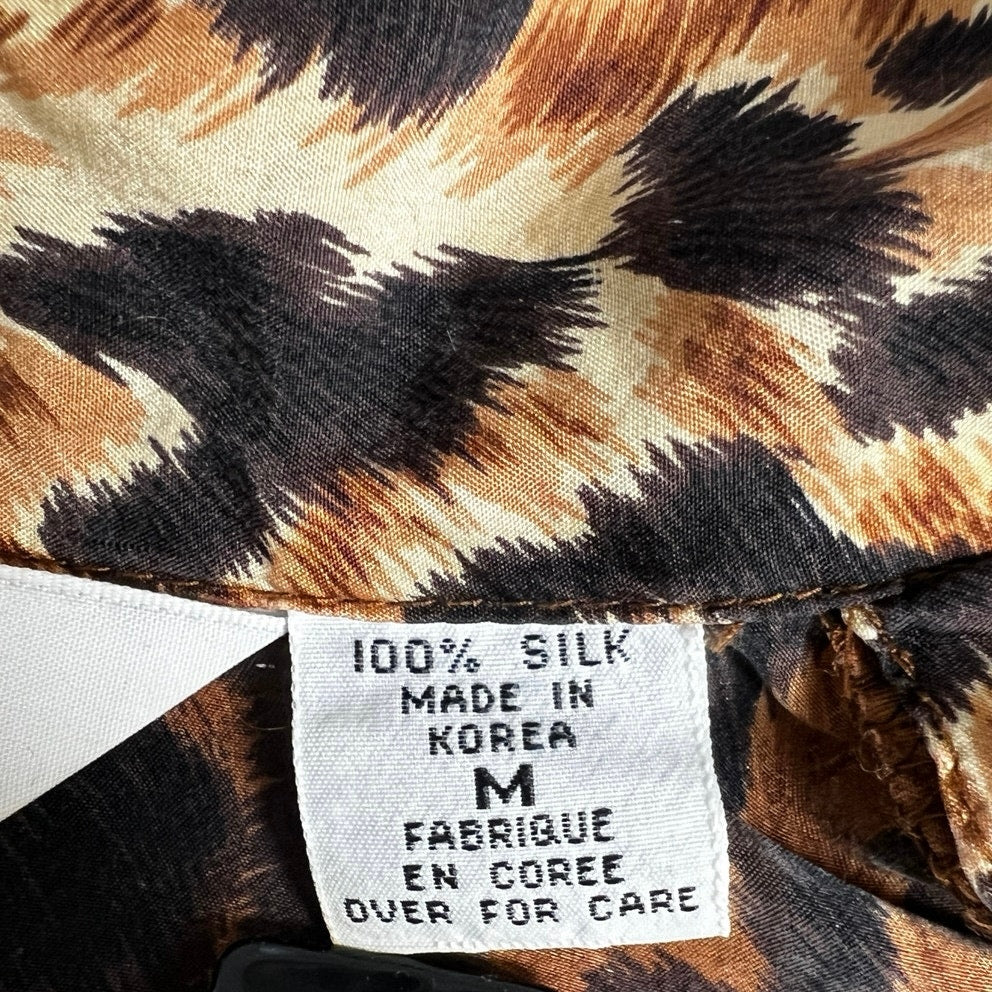 100% SILK
MADE IN
KOREA
M
FABRIQUE
EN COREE
OVER FOR CARE